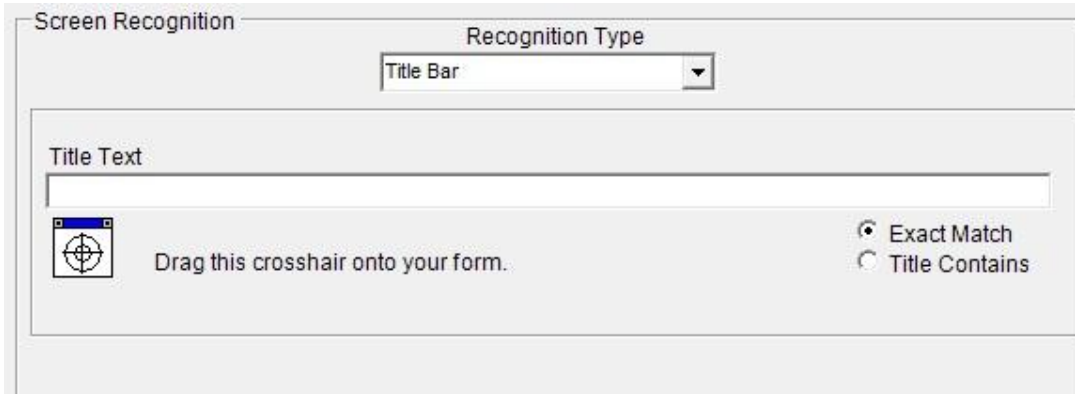 Screen Recognition
Recognition Type
Title Bar
Title Text
Drag this crosshair onto your form.
Exact Match
Title Contains